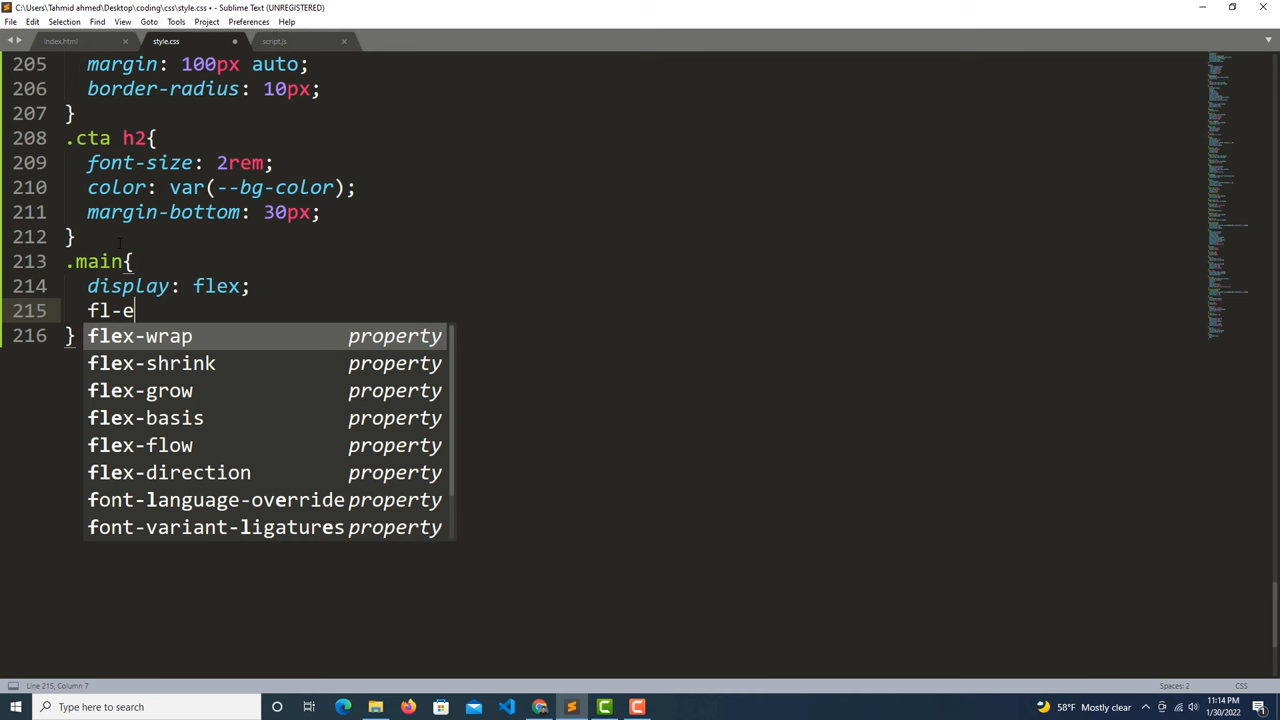 C:\Users\Tahmid ahmed\Desktop\coding\css\style.css • - Sublime Text (UNREGISTERED)
File Edit Selection Find View Goto Tools Project Preferences Help
index.html style.css script.js
205 margin: 100px auto;
206 border-radius: 10px;
207 }
208 .cta h2{
209 font-size: 2rem;
210 color: var(--bg-color);
211 margin-bottom: 30px;
212 }
213 .main{
214 display: flex;
215 fl-e
216 }
flex-wrap property
flex-shrink property
flex-grow property
flex-basis property
flex-flow property
flex-direction property
font-language-override property
font-variant-ligatures property
Line 215, Column 7 Spaces: 2 CSS
Type here to search 58°F Mostly clear 11:14 PM
1/30/2022